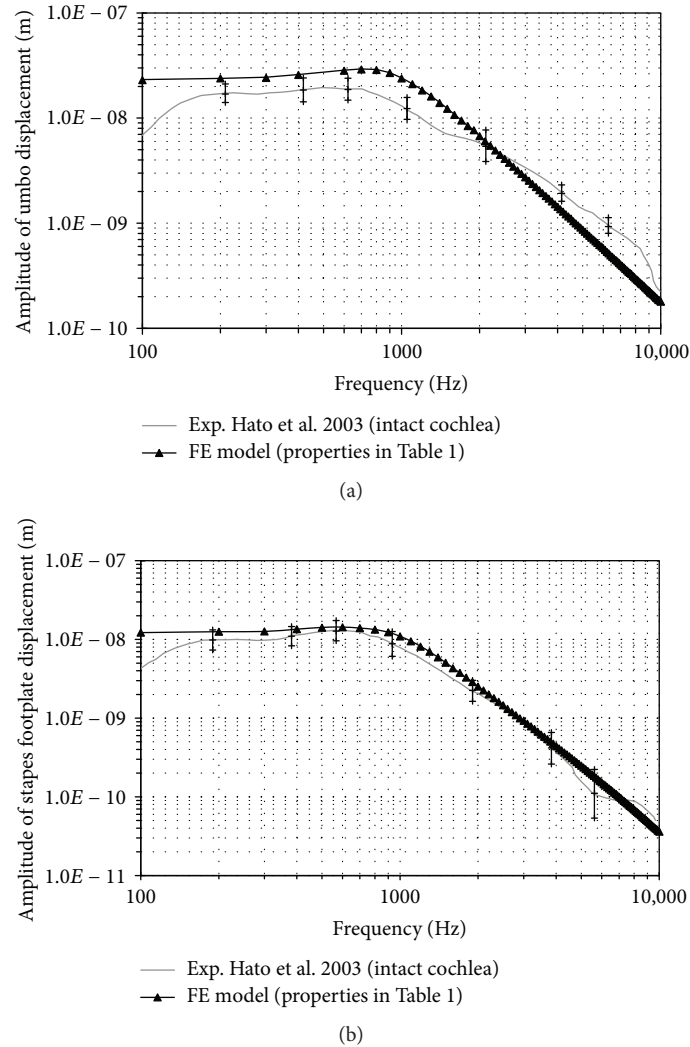 Amplitude of umbo displacement (m)
1.0E − 07
1.0E − 08
1.0E − 09
1.0E − 10
100
1000
10,000
Frequency (Hz)
Exp. Hato et al. 2003 (intact cochlea)
FE model (properties in Table 1)
(a)
Amplitude of stapes footplate displacement (m)
1.0E − 07
1.0E − 08
1.0E − 09
1.0E − 10
1.0E − 11
100
1000
10,000
Frequency (Hz)
Exp. Hato et al. 2003 (intact cochlea)
FE model (properties in Table 1)
(b)